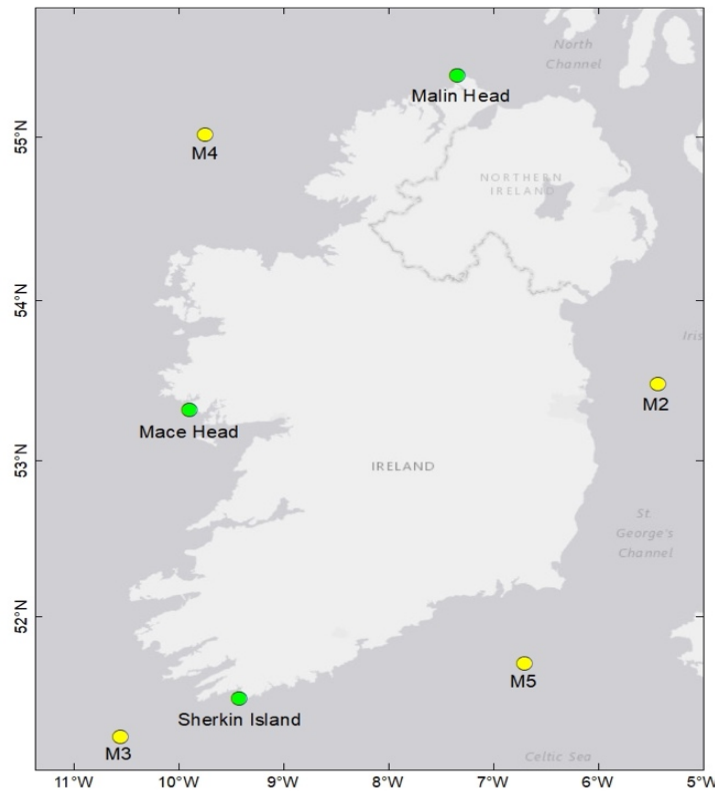 North
Channel
Malin Head
55°N
M4
NORTHERN
IRELAND
54°N
Iris
M2
Mace Head
53°N
IRELAND
St.
George's
Channel
52°N
M5
Sherkin Island
M3
Celtic Sea
11°W 10°W 9°W 8°W 7°W 6°W 5°W